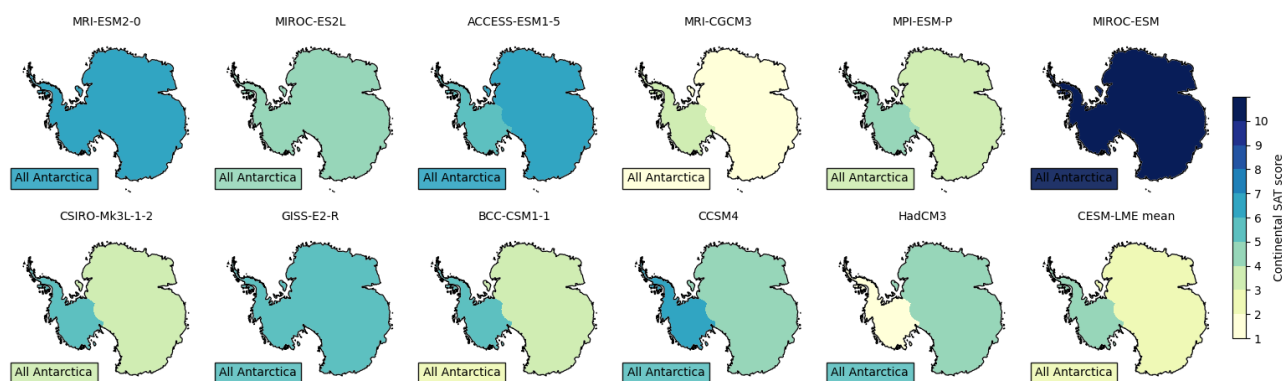 MRI-ESM2-0
MIROC-ES2L
ACCESS-ESM1-5
MRI-CGCM3
MPI-ESM-P
MIROC-ESM
All Antarctica
All Antarctica
All Antarctica
All Antarctica
All Antarctica
All Antarctica
CSIRO-Mk3L-1-2
GISS-E2-R
BCC-CSM1-1
CCSM4
HadCM3
CESM-LME mean
All Antarctica
All Antarctica
All Antarctica
All Antarctica
All Antarctica
All Antarctica
10
9
8
7
6
5
4
3
2
1
Continental SAT score